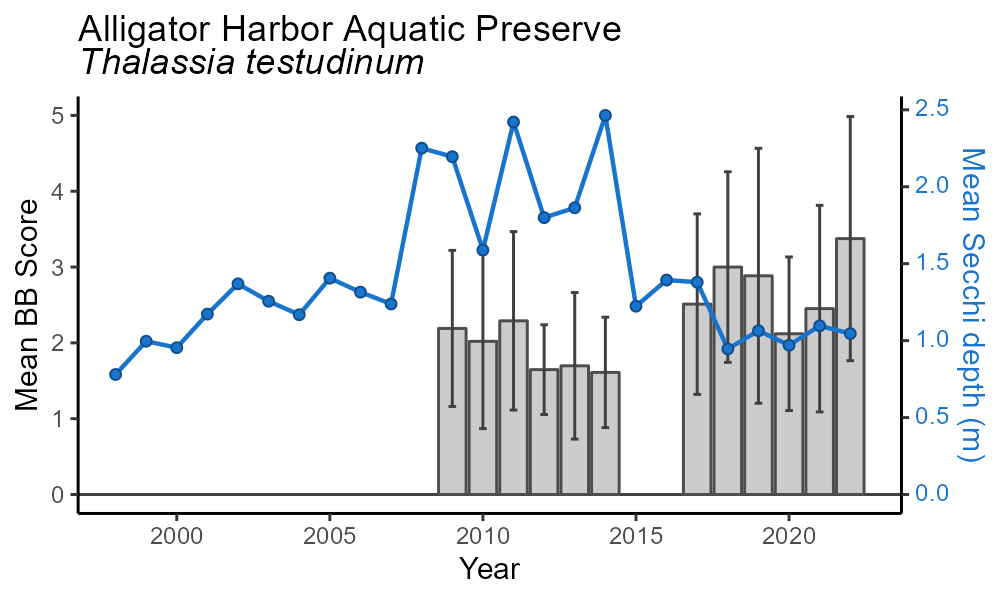 Alligator Harbor Aquatic Preserve
Thalassia testudinum
Mean BB Score
5
4
3
2
1
0
2.5
2.0
1.5
1.0
0.5
0.0
Mean Secchi depth (m)
2000 2005 2010 2015 2020
Year